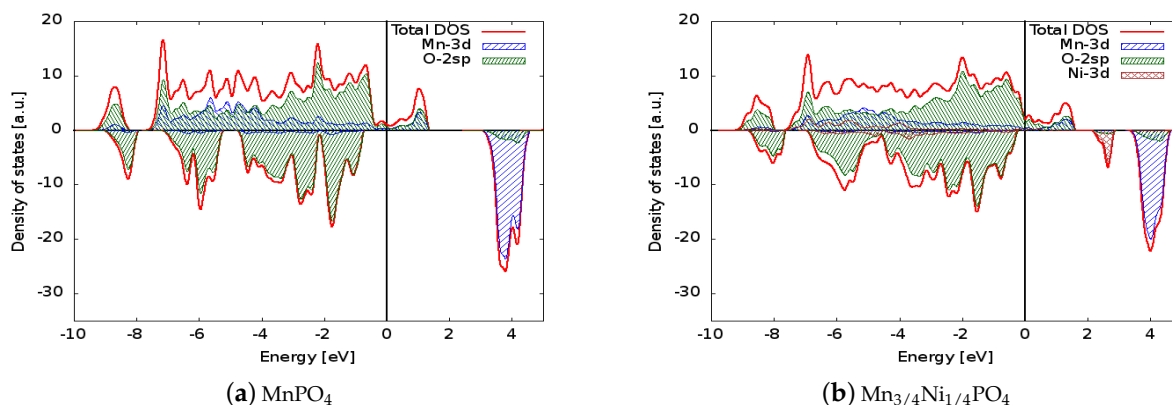 20
10
0
-10
-20
-30
-10
-8
-6
-4
-2
0
2
4
Density of states [a.u.]
Energy [eV]
Total DOS
Mn-3d
O-2sp
(a) MnPO4
20
10
0
-10
-20
-30
-10
-8
-6
-4
-2
0
2
4
Density of states [a.u.]
Energy [eV]
Total DOS
Mn-3d
O-2sp
Ni-3d
(b) Mn3/4Ni1/4PO4